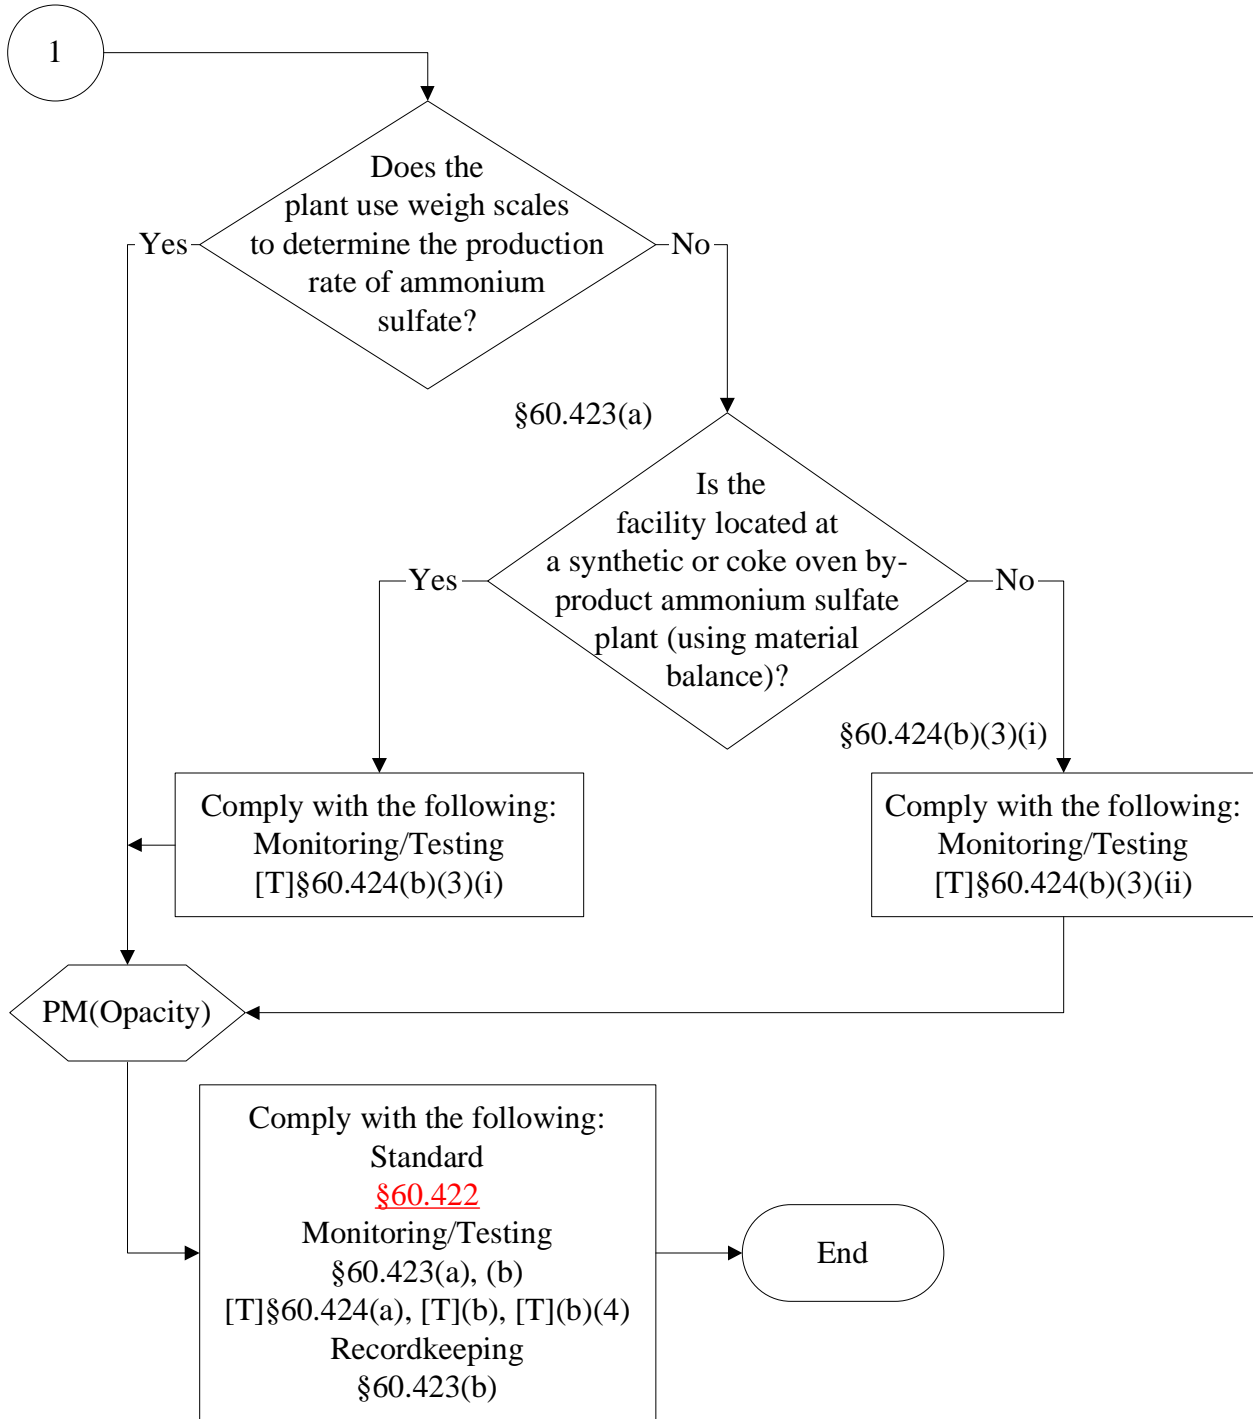 1
Does the
plant use weigh scales
to determine the production
rate of ammonium
sulfate?
Yes
No
§60.423(a)
Is the
facility located at
a synthetic or coke oven by-
product ammonium sulfate
plant (using material
balance)?
Yes
No
§60.424(b)(3)(i)
Comply with the following:
Monitoring/Testing
[T]§60.424(b)(3)(i)
Comply with the following:
Monitoring/Testing
[T]§60.424(b)(3)(ii)
PM(Opacity)
Comply with the following:
Standard
§60.422
Monitoring/Testing
§60.423(a), (b)
[T]§60.424(a), [T](b), [T](b)(4)
Recordkeeping
§60.423(b)
End